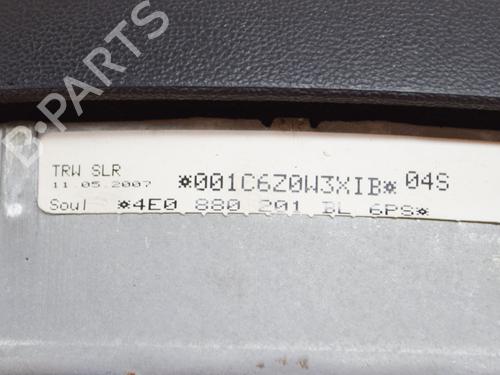 B-PARTS
TRW SLR
11.05.2007 *001C6Z0W3XIB* 04S
Soul *4E0 880 201 BL 6PS*